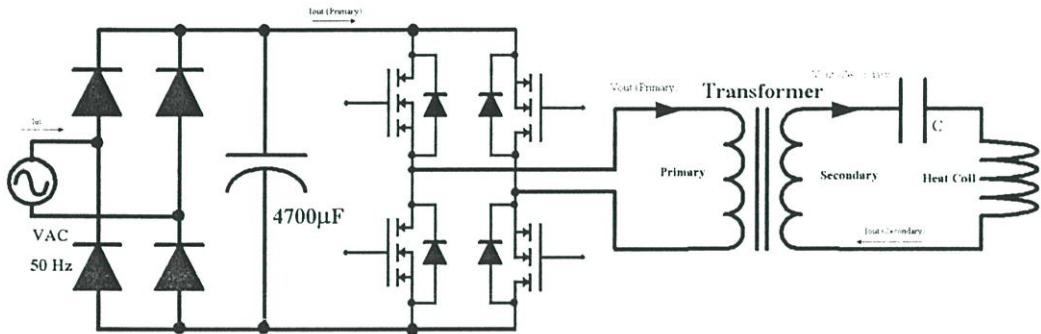 Iout (Primary)
Vout (Primary)
Transformer
Iin
C
Primary
Secondary
Heat Coil
4700µF
VAC
50 Hz
Iout (Secondary)